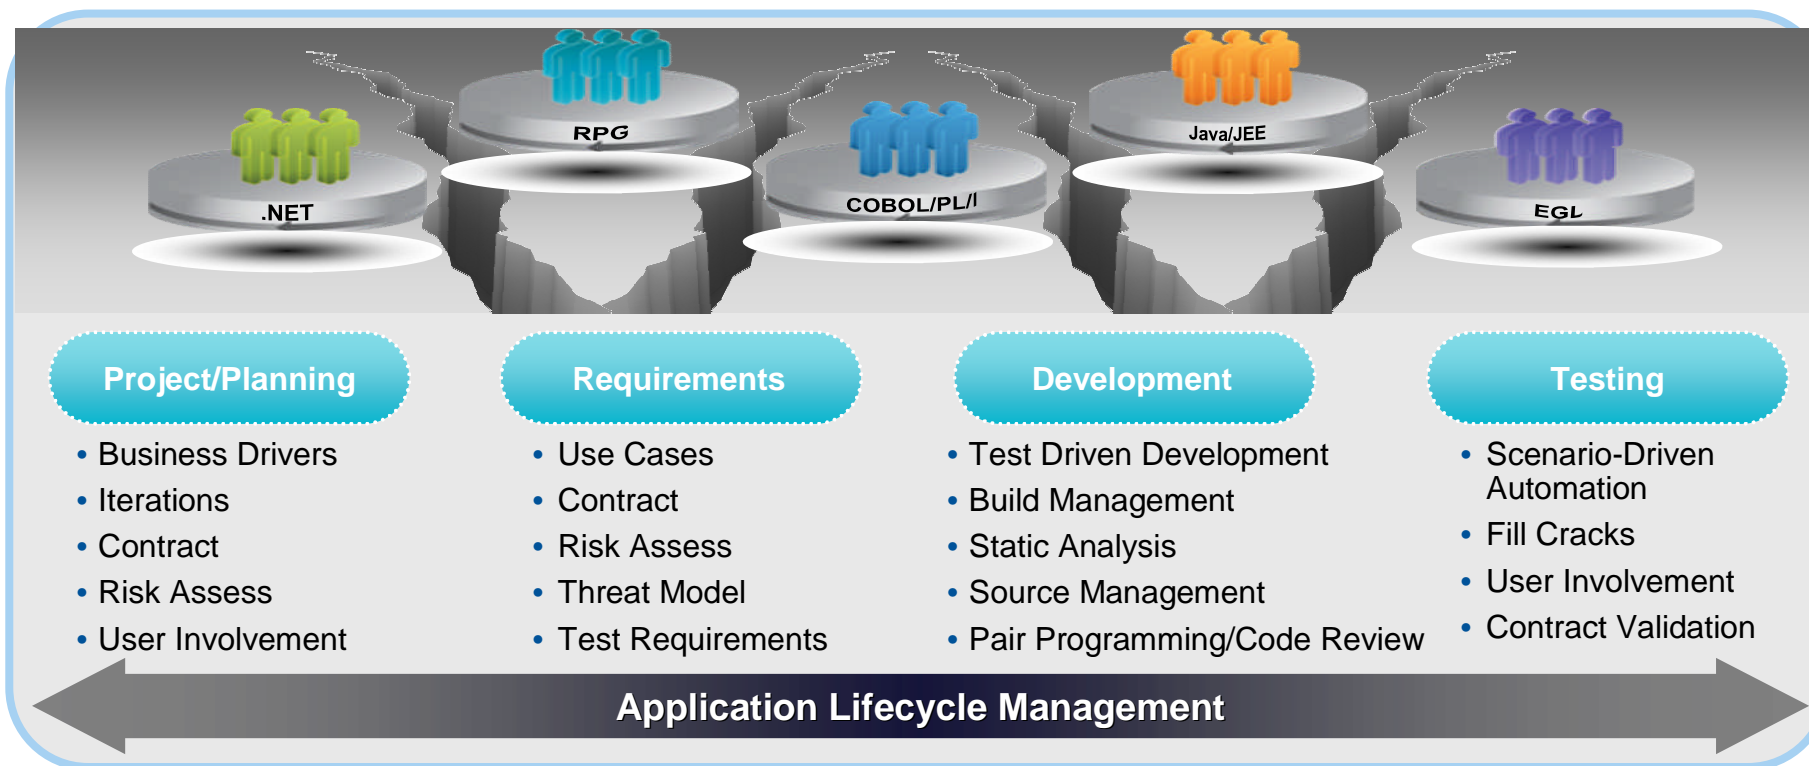 .NET
RPG
COBOL/PL/I
Java/JEE
EGL
Project/Planning
• Business Drivers
• Iterations
• Contract
• Risk Assess
• User Involvement
Requirements
• Use Cases
• Contract
• Risk Assess
• Threat Model
• Test Requirements
Development
• Test Driven Development
• Build Management
• Static Analysis
• Source Management
• Pair Programming/Code Review
Testing
• Scenario-Driven
Automation
• Fill Cracks
• User Involvement
• Contract Validation
Application Lifecycle Management